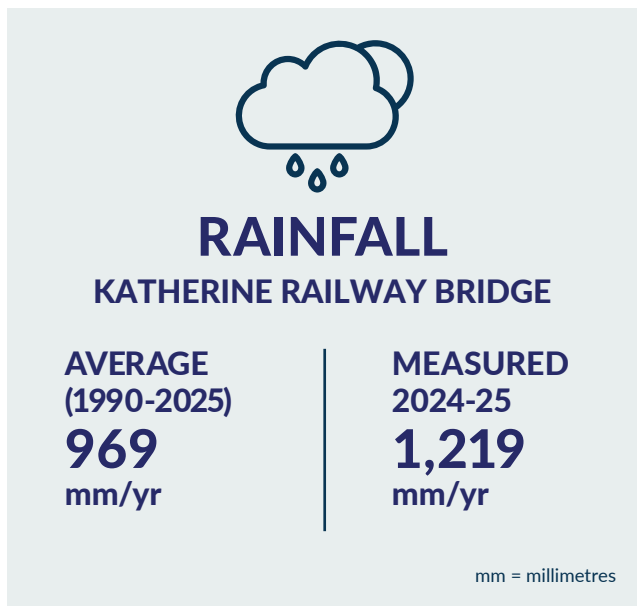 RAINFALL
KATHERINE RAILWAY BRIDGE
AVERAGE
(1990-2025)
969
mm/yr
MEASURED
2024-25
1,219
mm/yr
mm = millimetres